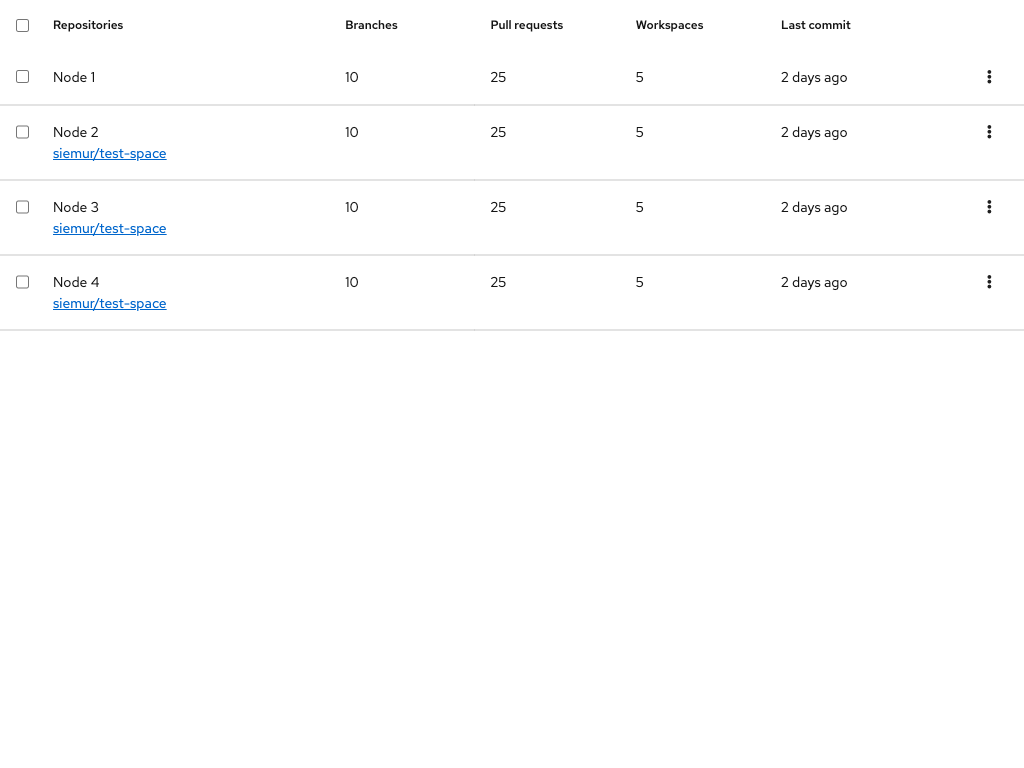 Repositories Branches Pull requests Workspaces Last commit
Node 1 10 25 5 2 days ago
Node 2 10 25 5 2 days ago
siemur/test-space
Node 3 10 25 5 2 days ago
siemur/test-space
Node 4 10 25 5 2 days ago
siemur/test-space